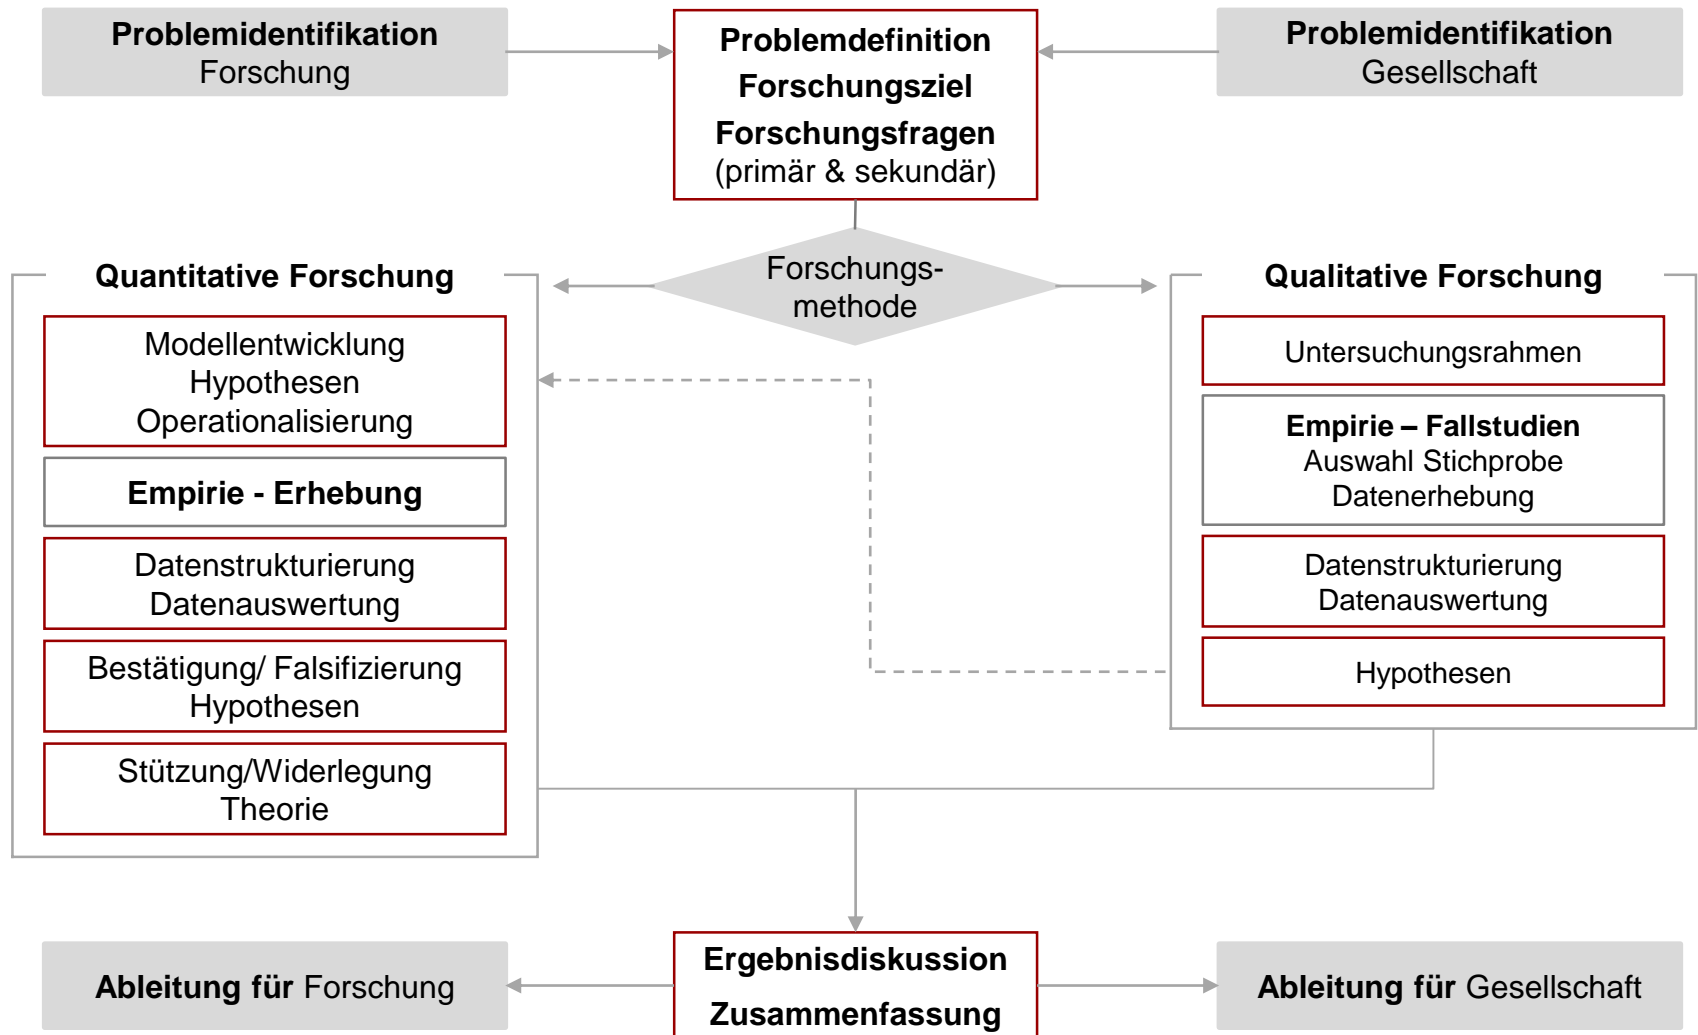 Problemidentifikation
Forschung
Problemdefinition
Forschungsziel
Forschungsfragen
(primär & sekundär)
Problemidentifikation
Gesellschaft
Forschungs-
methode
Quantitative Forschung
Modellentwicklung
Hypothesen
Operationalisierung
Empirie - Erhebung
Datenstrukturierung
Datenauswertung
Bestätigung/ Falsifizierung
Hypothesen
Stützung/Widerlegung
Theorie
Qualitative Forschung
Untersuchungsrahmen
Empirie – Fallstudien
Auswahl Stichprobe
Datenerhebung
Datenstrukturierung
Datenauswertung
Hypothesen
Ableitung für Forschung
Ergebnisdiskussion
Zusammenfassung
Ableitung für Gesellschaft